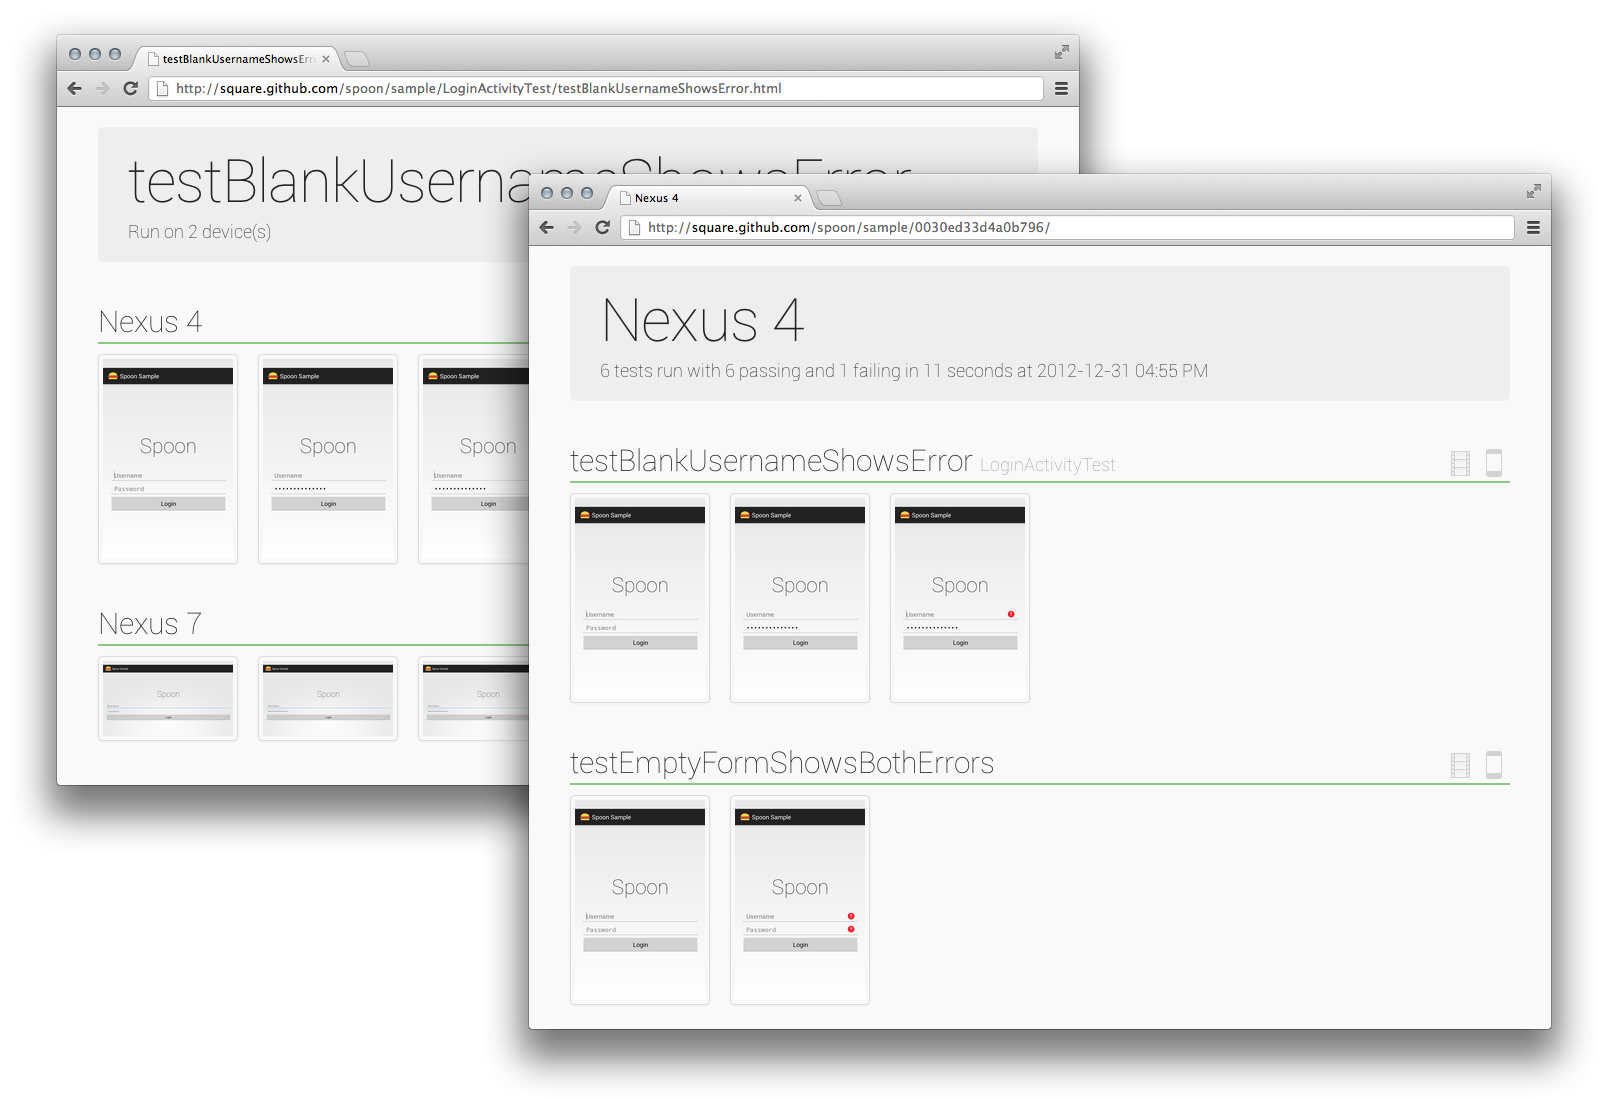 testBlankUsernameShowsErr
http://square.github.com/spoon/sample/LoginActivityTest/testBlankUsernameShowsError.html
testBlankUsernameShowsError
Run on 2 device(s)
Nexus 4
Spoon Sample
Spoon
Username
Password
Login
Spoon Sample
Spoon
Username
••••••••••••••
Login
Spoon Sample
Spoon
Username
••••••••••••••
Login
Nexus 7
Spoon
Login
Spoon
Login
Spoon
Login
Nexus 4
http://square.github.com/spoon/sample/0030ed33d4a0b796/
Nexus 4
6 tests run with 6 passing and 1 failing in 11 seconds at 2012-12-31 04:55 PM
testBlankUsernameShowsError LoginActivityTest
Spoon Sample
Spoon
Username
Password
Login
Spoon Sample
Spoon
Username
••••••••••••••
Login
Spoon Sample
Spoon
Username
••••••••••••••
Login
testEmptyFormShowsBothErrors
Spoon Sample
Spoon
Username
Password
Login
Spoon Sample
Spoon
Username
Password
Login